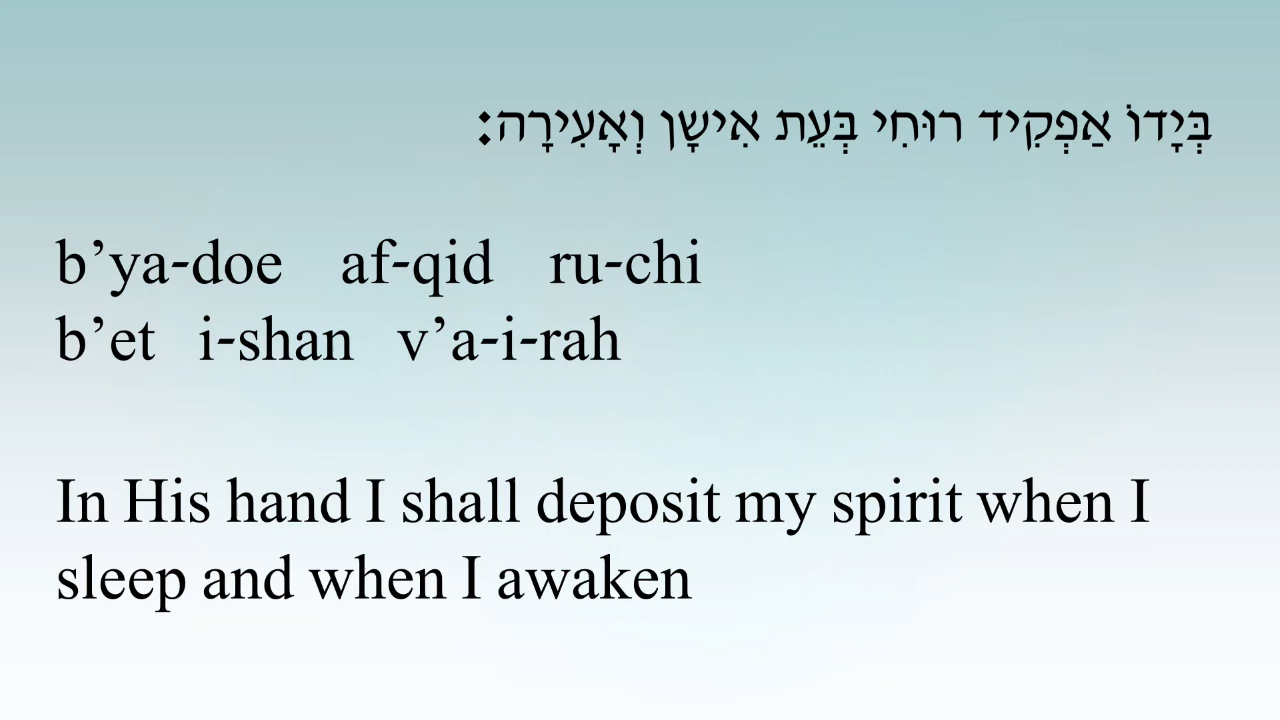 בְּיָדוֹ אַפְקִיד רוּחִי בְּעֵת אִישָׁן וְאָעִירָה׃
b’ya-doe af-qid ru-chi
b’et i-shan v’a-i-rah
In His hand I shall deposit my spirit when I
sleep and when I awaken